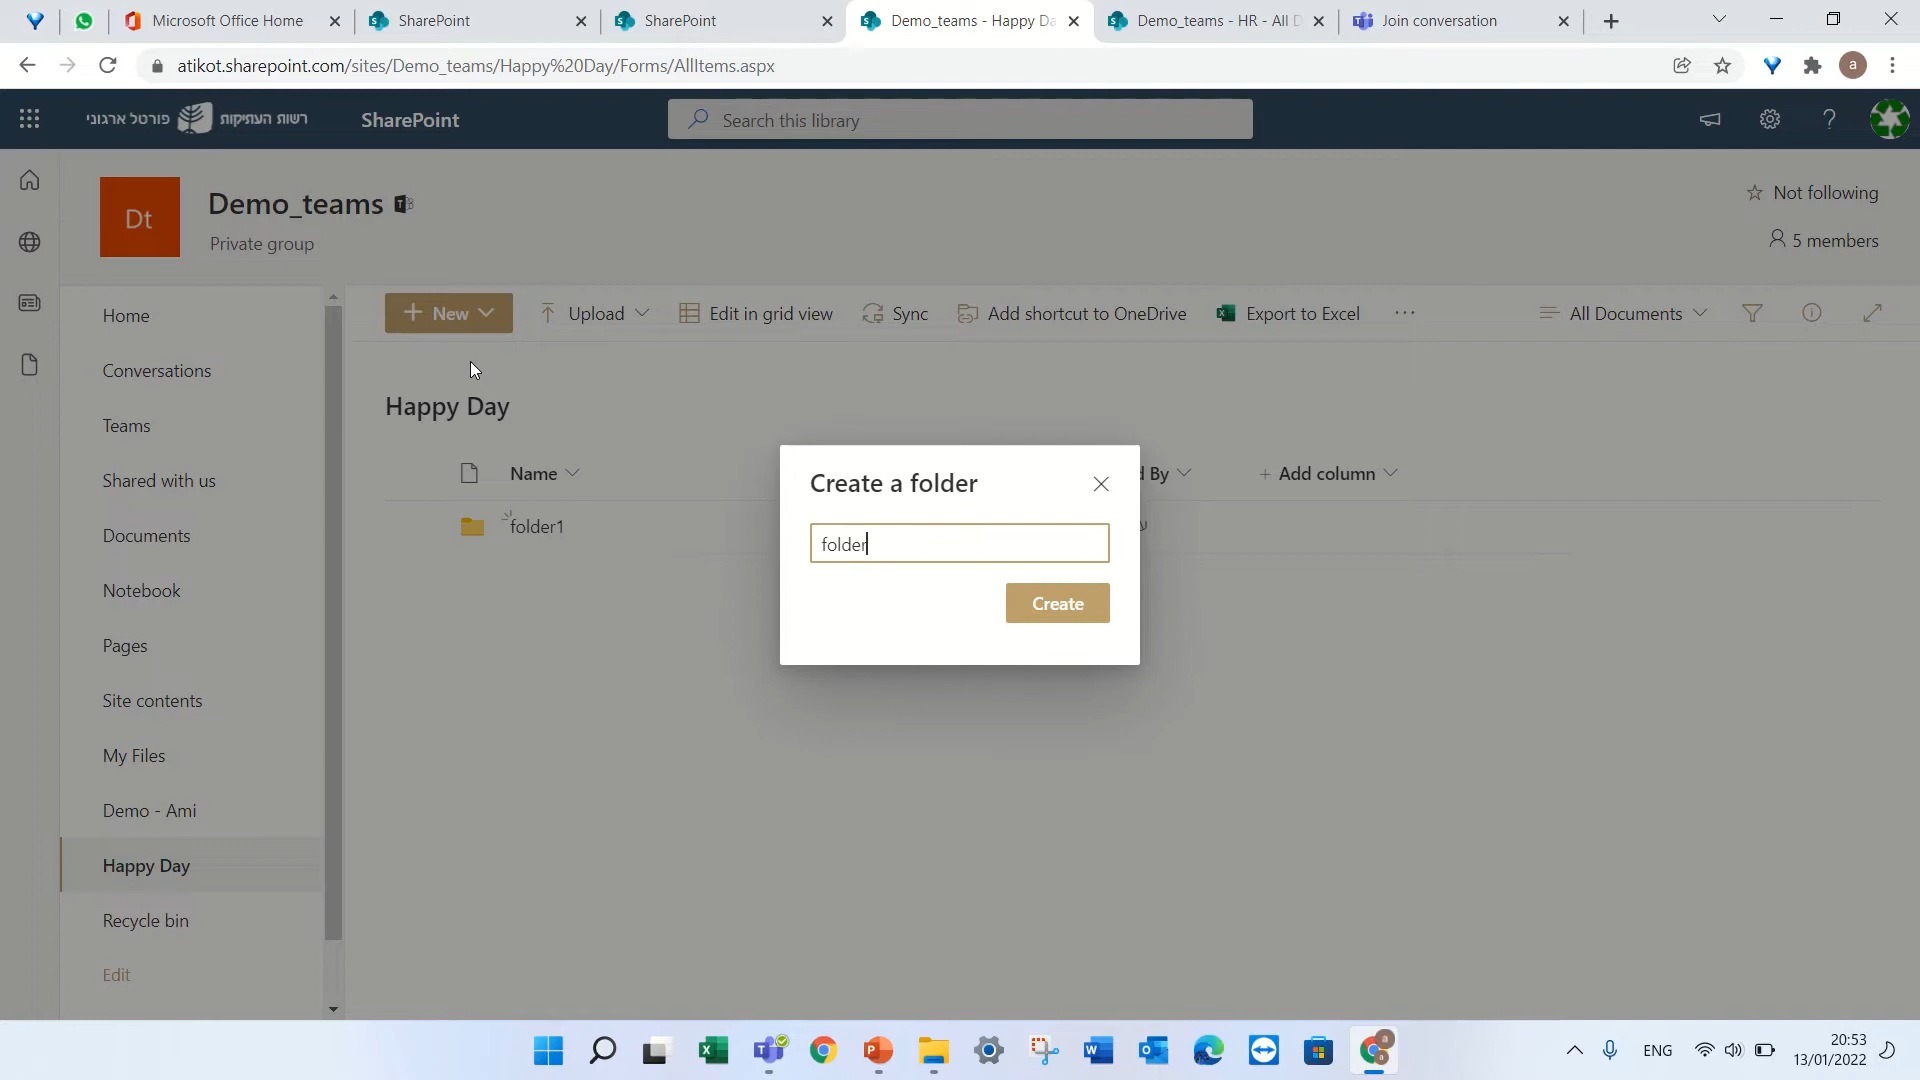 Microsoft Office Home
SharePoint
SharePoint
Demo_teams - Happy Da
Demo_teams - HR - All D
Join conversation
atikot.sharepoint.com/sites/Demo_teams/Happy%20Day/Forms/AllItems.aspx
a
רשות העתיקות פורטל ארגוני
SharePoint
Search this library
Dt
Demo_teams
Private group
Not following
5 members
New
Upload
Edit in grid view
Sync
Add shortcut to OneDrive
Export to Excel
All Documents
Home
Conversations
Teams
Shared with us
Documents
Notebook
Pages
Site contents
My Files
Demo - Ami
Happy Day
Recycle bin
Edit
Happy Day
Name
d By
Add column
folder1
Create a folder
folder
Create
ENG
20:53
13/01/2022